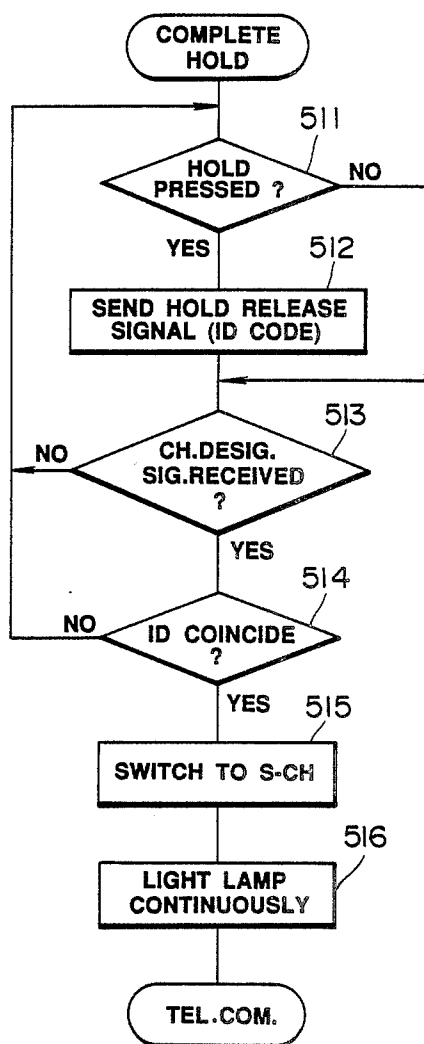 COMPLETE
HOLD
511
HOLD
PRESSED ?
NO
YES
512
SEND HOLD RELEASE
SIGNAL (ID CODE)
513
CH.DESIG.
SIG.RECEIVED
?
NO
YES
514
ID COINCIDE
?
NO
YES
515
SWITCH TO S-CH
516
LIGHT LAMP
CONTINUOUSLY
TEL.COM.